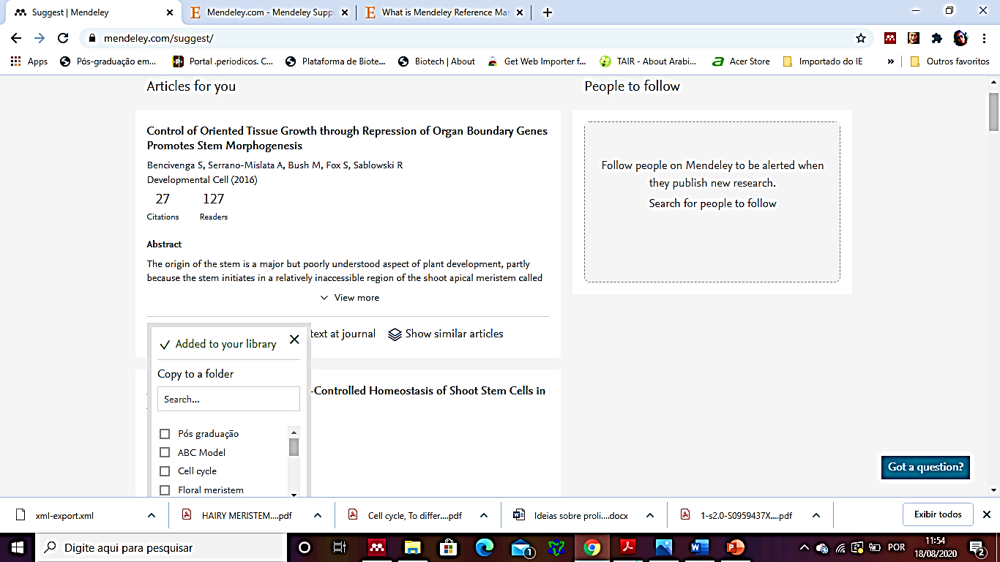 Suggest | Mendeley
Mendeley.com - Mendeley Supp
What is Mendeley Reference Mar
mendeley.com/suggest/
Apps
Pós-graduação em...
Portal .periodicos. C...
Plataforma de Biote...
Biotech | About
Get Web Importer f...
TAIR - About Arabi...
Acer Store
Importado do IE
»
Outros favoritos
Articles for you
Control of Oriented Tissue Growth through Repression of Organ Boundary Genes
Promotes Stem Morphogenesis
Bencivenga S, Serrano-Mislata A, Bush M, Fox S, Sablowski R
Developmental Cell (2016)
27 127
Citations Readers
Abstract
The origin of the stem is a major but poorly understood aspect of plant development, partly
because the stem initiates in a relatively inaccessible region of the shoot apical meristem called
View more
text at journal
Show similar articles
Added to your library
Copy to a folder
Search...
Pós graduação
ABC Model
Cell cycle
Floral meristem
-Controlled Homeostasis of Shoot Stem Cells in
People to follow
Follow people on Mendeley to be alerted when
they publish new research.
Search for people to follow
Got a question?
xml-export.xml
HAIRY MERISTEM....pdf
Cell cycle, To differ....pdf
Ideias sobre proli....docx
1-s2.0-S0959437X....pdf
Exibir todos
Digite aqui para pesquisar
1
POR
11:54
18/08/2020
2